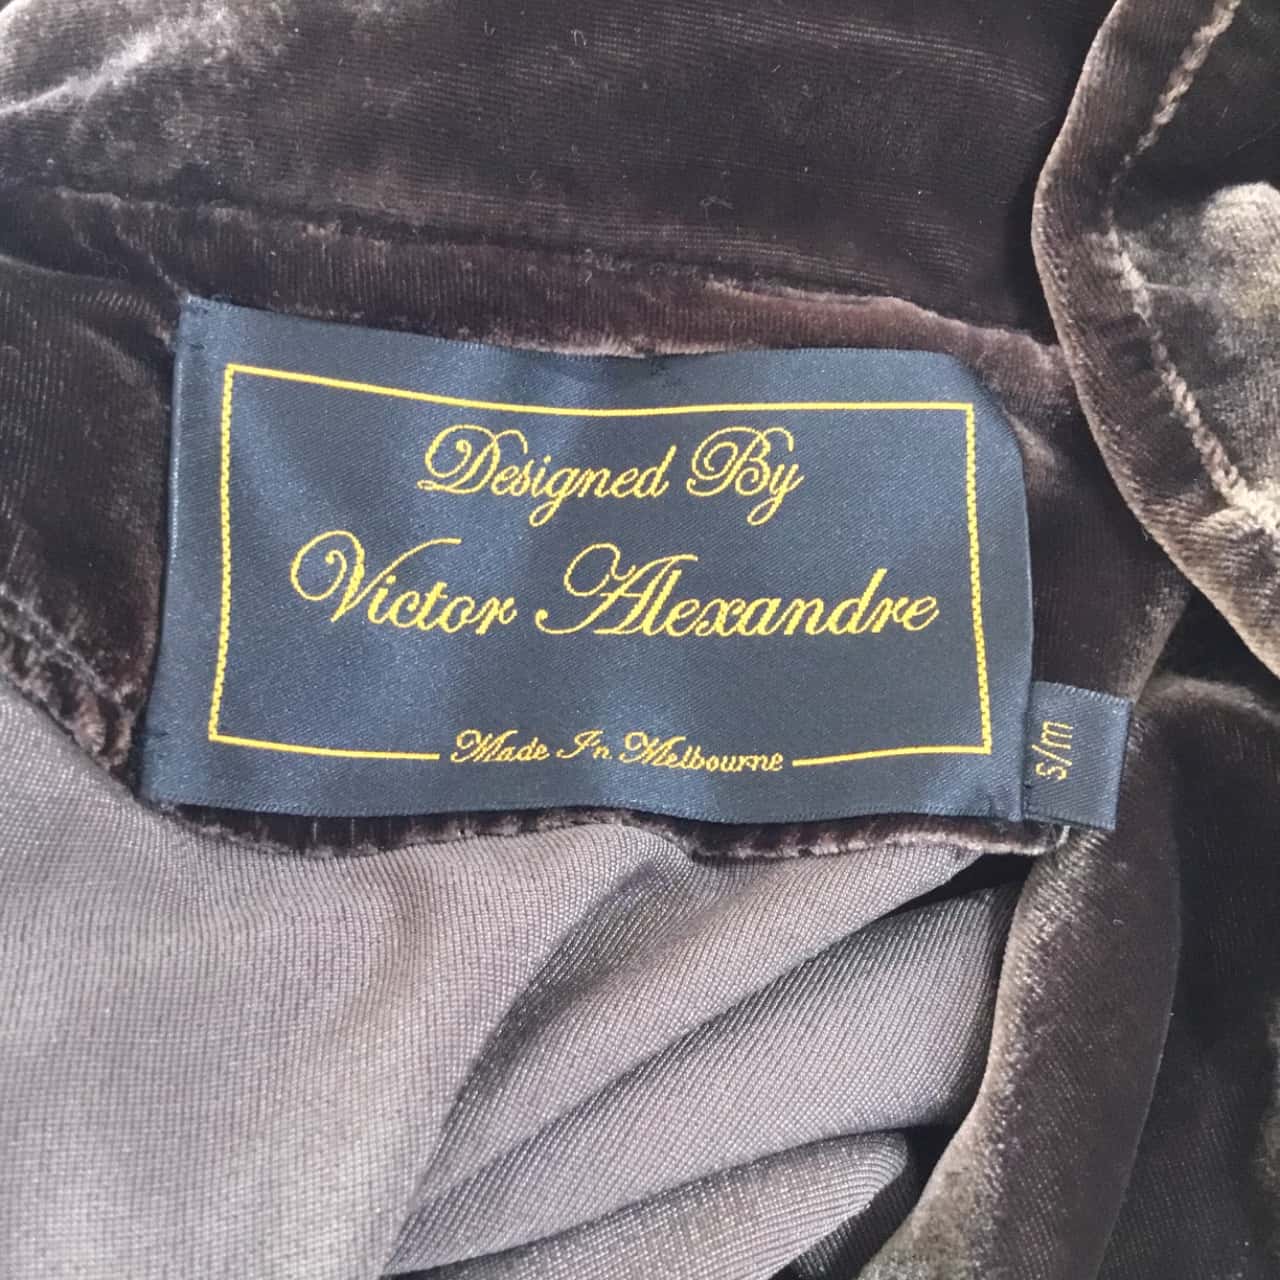 Designed By
Victor Alexandre
Made In Melbourne
s/m